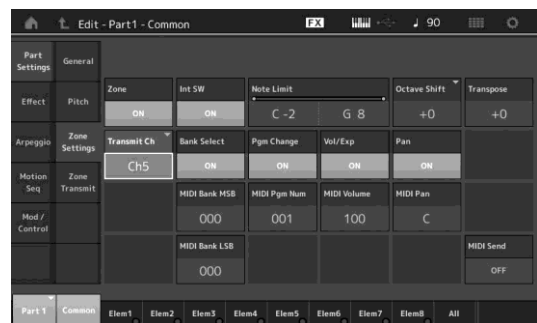 Edit - Part1 - Common FX 90
Part Settings
General
Effect
Pitch
Arpeggio
Zone Settings
Motion Seq
Zone Transmit
Mod / Control
Zone Int SW Note Limit Octave Shift Transpose
ON ON C -2 G 8 +0 +0
Transmit Ch Bank Select Pgm Change Vol/Exp Pan
Ch5 ON ON ON ON
MIDI Bank MSB MIDI Pgm Num MIDI Volume MIDI Pan
000 001 100 C
MIDI Bank LSB MIDI Send
000 OFF
Part 1 Common Elem1 Elem2 Elem3 Elem4 Elem5 Elem6 Elem7 Elem8 All